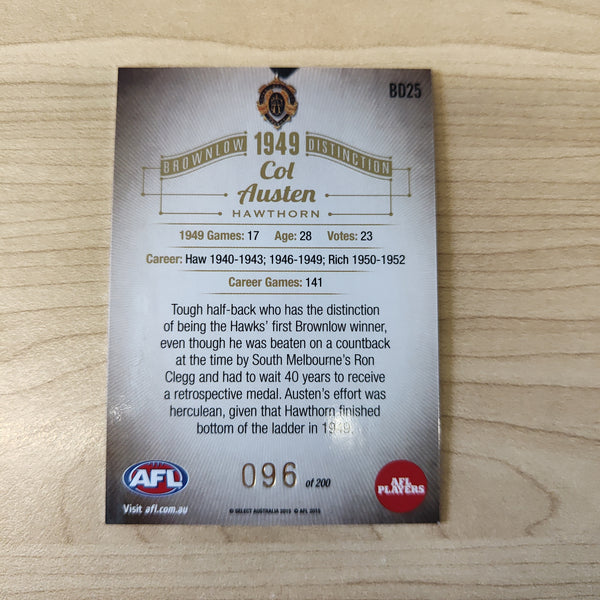 BD25
BROWNLOW 1949 DISTINCTION
Col
Austen
HAWTHORN
1949 Games: 17 Age: 28 Votes: 23
Career: Haw 1940-1943; 1946-1949; Rich 1950-1952
Career Games: 141
Tough half-back who has the distinction
of being the Hawks' first Brownlow winner,
even though he was beaten on a countback
at the time by South Melbourne's Ron
Clegg and had to wait 40 years to receive
a retrospective medal. Austen's effort was
herculean, given that Hawthorn finished
bottom of the ladder in 1949.
AFL
096 of 200
AFL
PLAYERS
Visit afl.com.au
© SELECT AUSTRALIA 2015 © AFL 2015